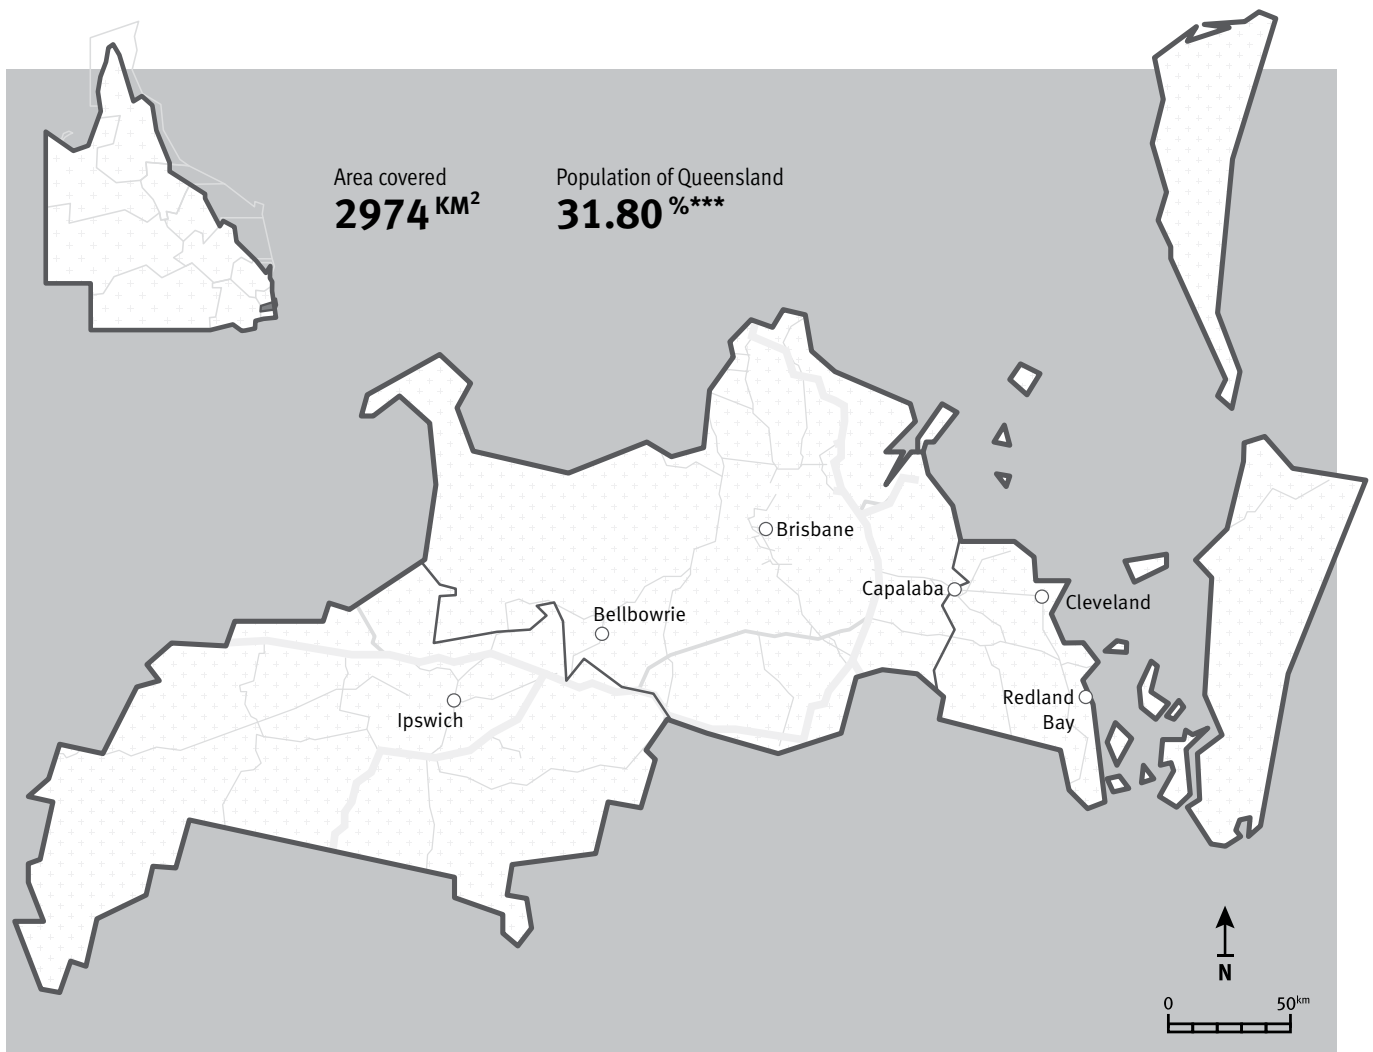 Area covered
2974 KM²
Population of Queensland
31.80 %***
Brisbane
Capalaba
Cleveland
Bellbowrie
Redland
Bay
Ipswich
N
0 50km